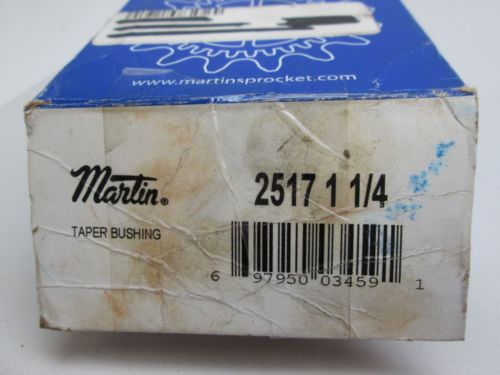 www.martinsprocket.com
Martin®
2517 1 1/4
TAPER BUSHING
6 97950 03459 1